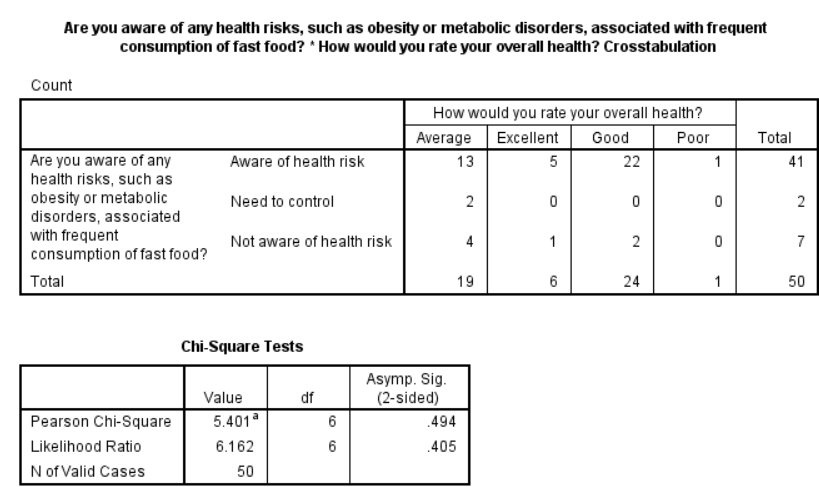 Are you aware of any health risks, such as obesity or metabolic disorders, associated with frequent
consumption of fast food? * How would you rate your overall health? Crosstabulation
Count
How would you rate your overall health?
Average Excellent Good Poor Total
Are you aware of any
health risks, such as
obesity or metabolic
disorders, associated
with frequent
consumption of fast food?
Aware of health risk 13 5 22 1 41
Need to control 2 0 0 0 2
Not aware of health risk 4 1 2 0 7
Total 19 6 24 1 50
Chi-Square Tests
Value df Asymp. Sig.
(2-sided)
Pearson Chi-Square 5.401a 6 .494
Likelihood Ratio 6.162 6 .405
N of Valid Cases 50